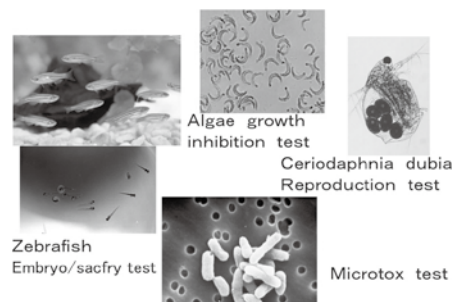 Algae growth
inhibition test
Ceriodaphnia dubia
Reproduction test
Zebrafish
Embryo/sacfry test
Microtox test